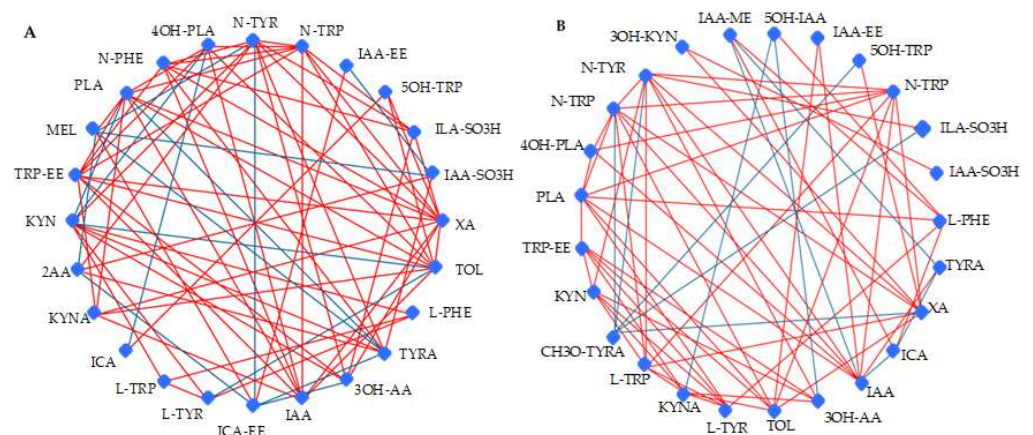 A
N-TYR
N-TRP
IAA-EE
5OH-TRP
ILA-SO3H
IAA-SO3H
XA
TOL
L-PHE
TYRA
3OH-AA
IAA
ICA-EE
L-TYR
L-TRP
ICA
KYNA
2AA
KYN
TRP-EE
MEL
PLA
N-PHE
4OH-PLA
B
IAA-ME
5OH-IAA
IAA-EE
5OH-TRP
N-TRP
ILA-SO3H
IAA-SO3H
L-PHE
TYRA
XA
ICA
IAA
3OH-AA
TOL
L-TYR
KYNA
L-TRP
CH3O-TYRA
KYN
TRP-EE
PLA
4OH-PLA
N-TRP
N-TYR
3OH-KYN